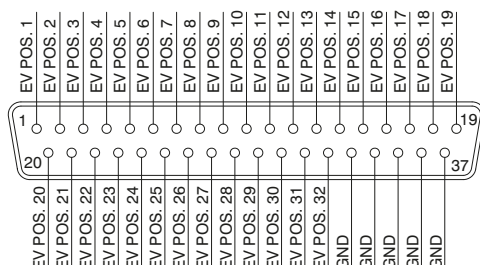 EV POS. 1
EV POS. 2
EV POS. 3
EV POS. 4
EV POS. 5
EV POS. 6
EV POS. 7
EV POS. 8
EV POS. 9
EV POS. 10
EV POS. 11
EV POS. 12
EV POS. 13
EV POS. 14
EV POS. 15
EV POS. 16
EV POS. 17
EV POS. 18
EV POS. 19
1
19
20
37
EV POS. 20
EV POS. 21
EV POS. 22
EV POS. 23
EV POS. 24
EV POS. 25
EV POS. 26
EV POS. 27
EV POS. 28
EV POS. 29
EV POS. 30
EV POS. 31
EV POS. 32
GND
GND
GND
GND
GND